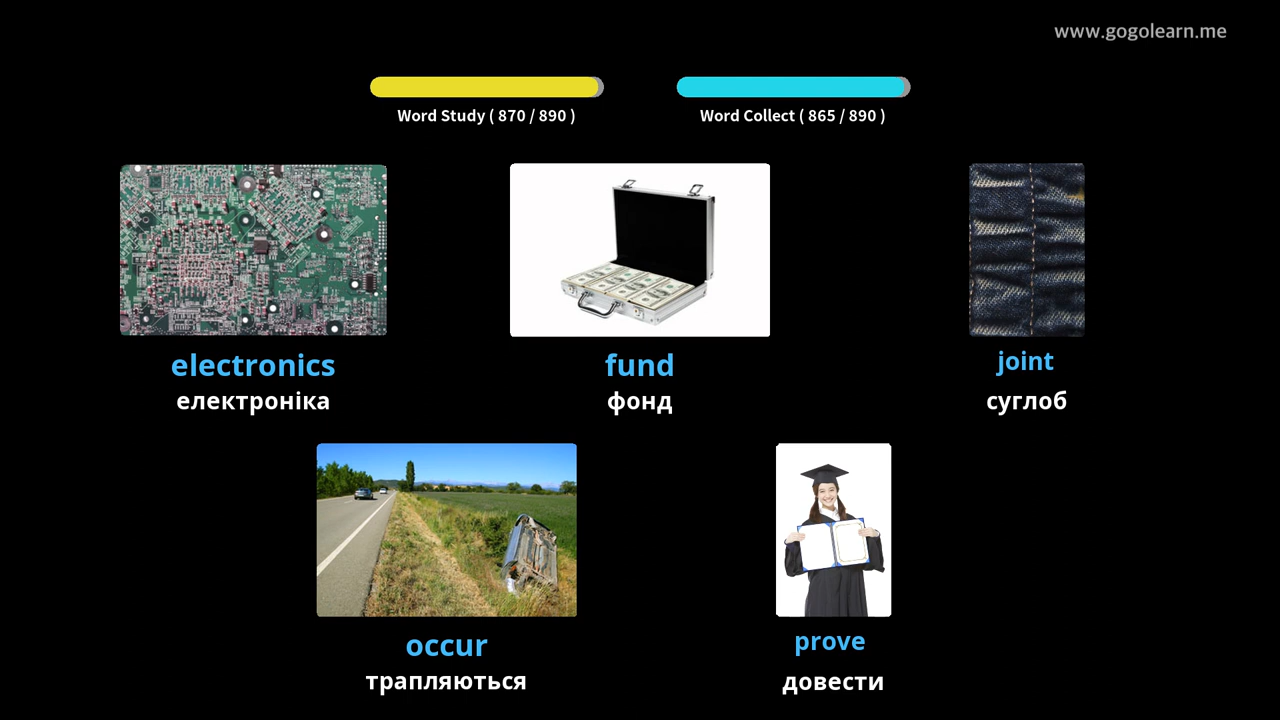 www.gogolearn.me
Word Study ( 870 / 890 )
Word Collect ( 865 / 890 )
electronics
електроніка
fund
фонд
joint
суглоб
occur
трапляються
prove
довести